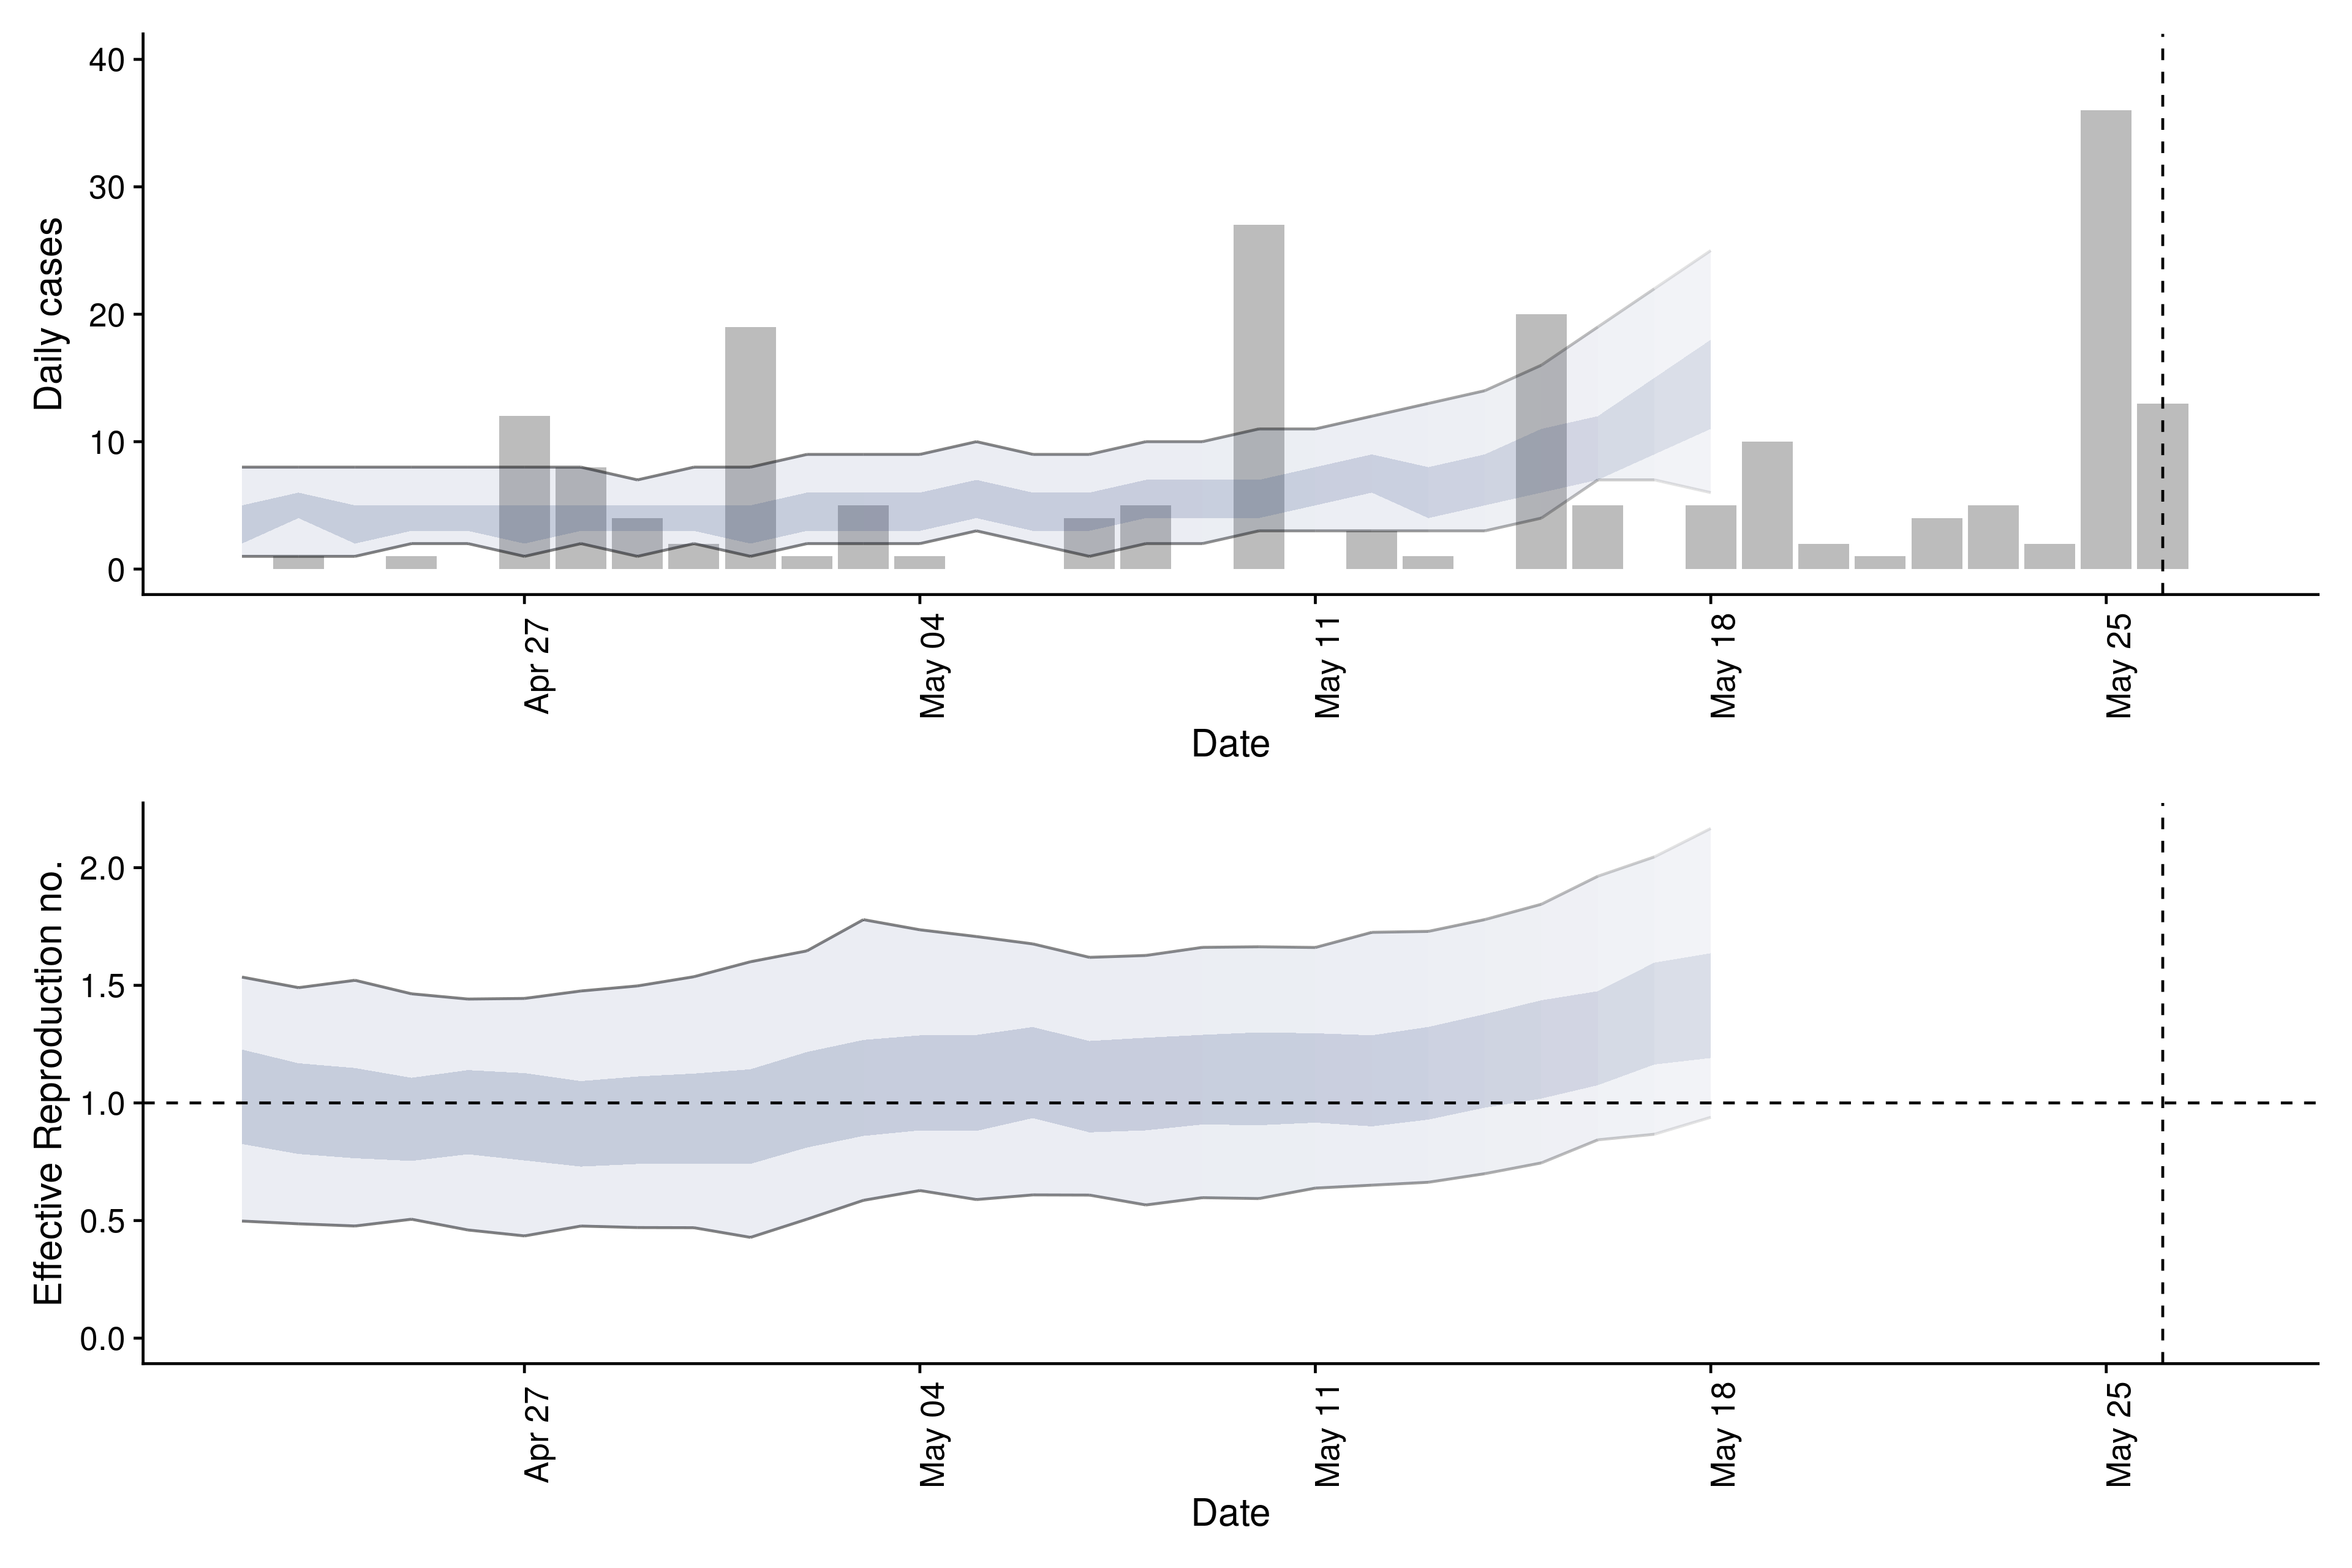 Daily cases
40
30
20
10
0
Apr 27
May 04
May 11
May 18
May 25
Date
Effective Reproduction no.
2.0
1.5
1.0
0.5
0.0
Apr 27
May 04
May 11
May 18
May 25
Date